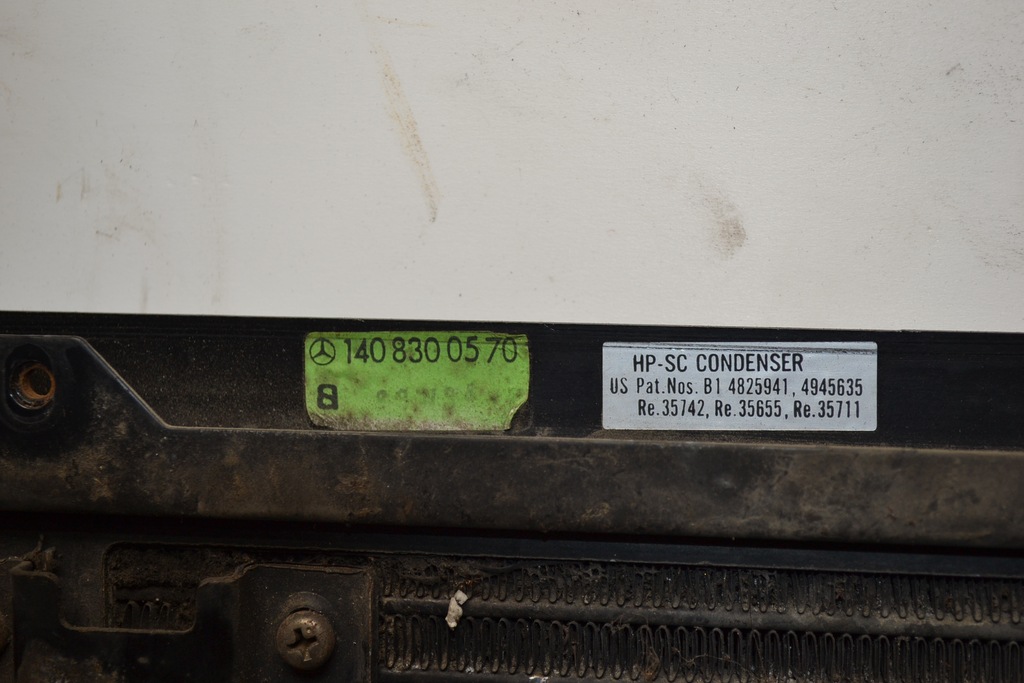 140 830 05 70
8
HP-SC CONDENSER
US Pat.Nos. B1 4825941, 4945635
Re.35742, Re.35655, Re.35711